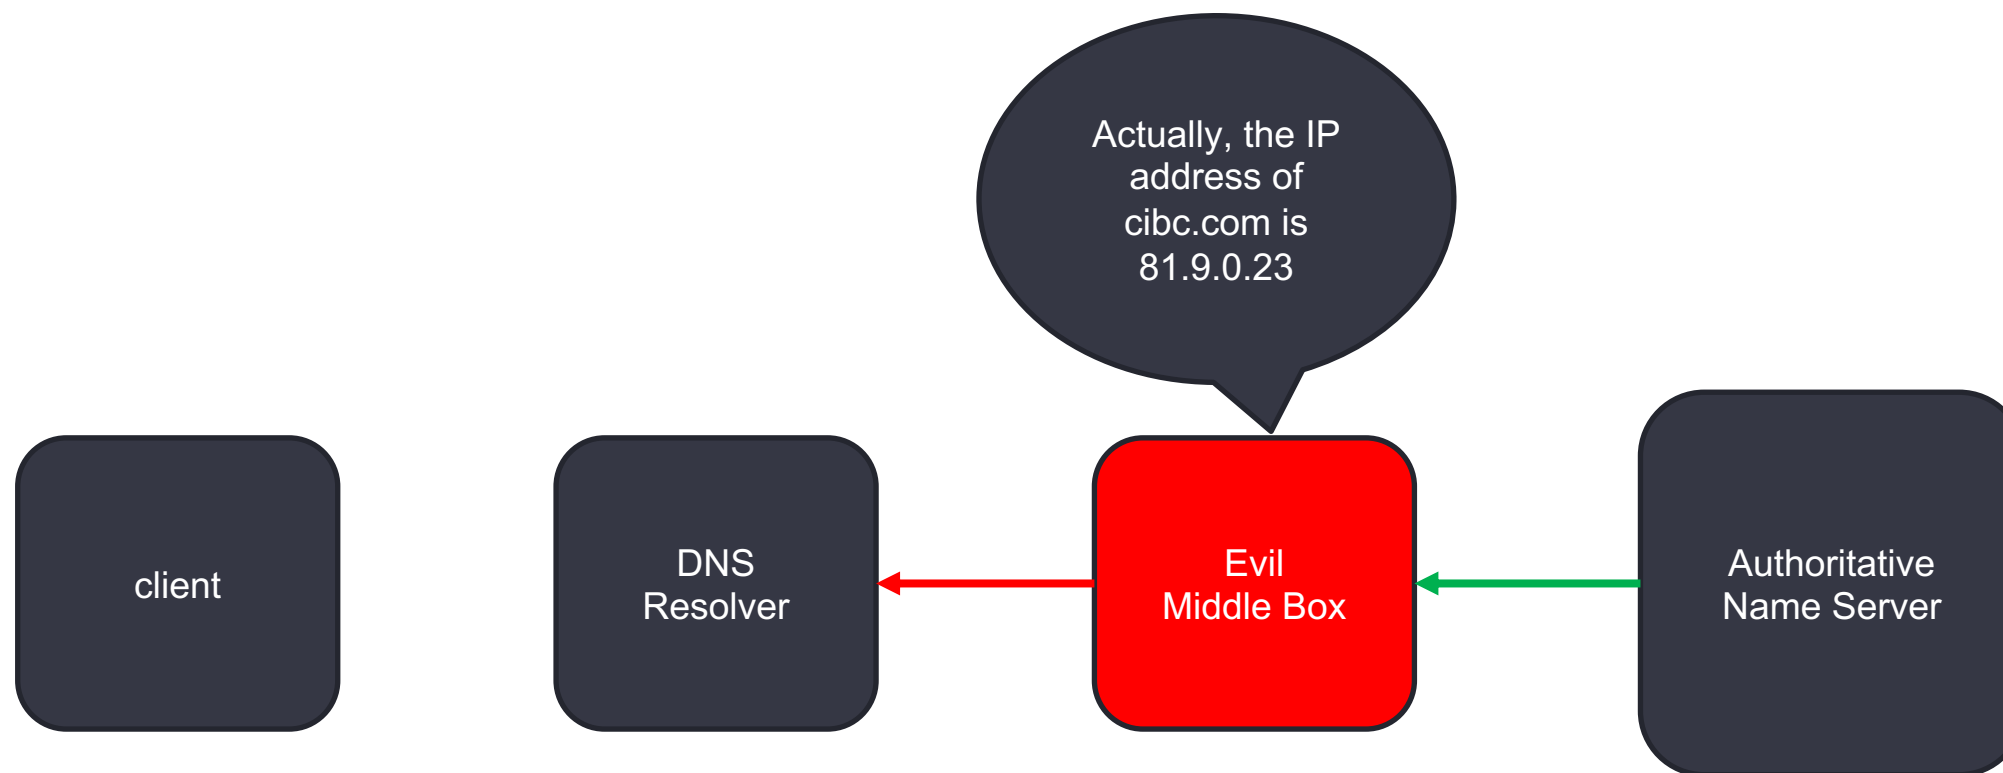 Actually, the IP
address of
cibc.com is
81.9.0.23
client
DNS
Resolver
Evil
Middle Box
Authoritative
Name Server